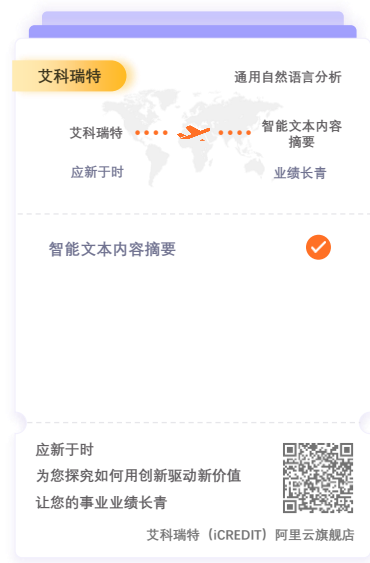 艾科瑞特
通用自然语言分析
艾科瑞特
智能文本内容
摘要
应新于时
业绩长青
智能文本内容摘要
应新于时
为您探究如何用创新驱动新价值
让您的事业业绩长青
艾科瑞特（iCREDIT）阿里云旗舰店